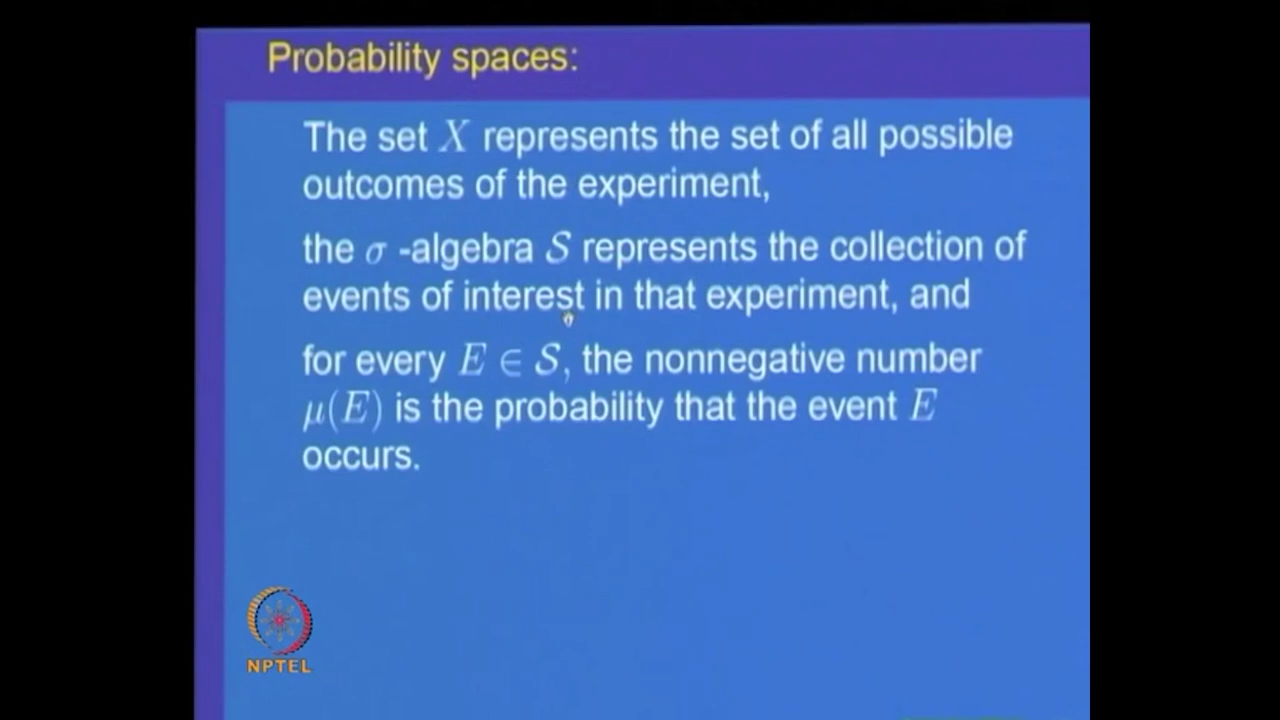 Probability spaces:
The set X represents the set of all possible
outcomes of the experiment,
the σ -algebra 𝒮 represents the collection of
events of interest in that experiment, and
for every E ∈ 𝒮, the nonnegative number
μ(E) is the probability that the event E
occurs.
NPTEL